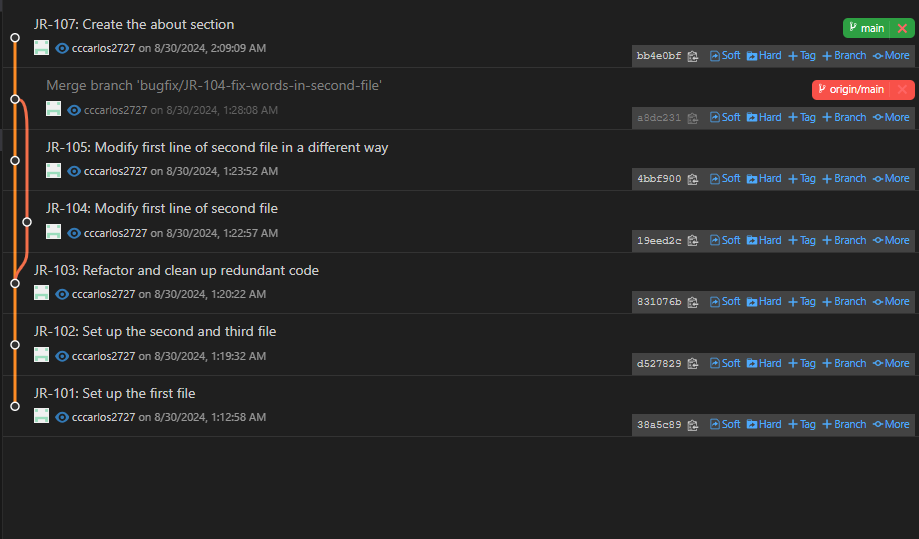 JR-107: Create the about section
main
cccarlos2727 on 8/30/2024, 2:09:09 AM
bb4e0bf Soft Hard Tag Branch More
Merge branch 'bugfix/JR-104-fix-words-in-second-file'
origin/main
cccarlos2727 on 8/30/2024, 1:28:08 AM
a8dc231 Soft Hard Tag Branch More
JR-105: Modify first line of second file in a different way
cccarlos2727 on 8/30/2024, 1:23:52 AM
4bbf900 Soft Hard Tag Branch More
JR-104: Modify first line of second file
cccarlos2727 on 8/30/2024, 1:22:57 AM
19eed2c Soft Hard Tag Branch More
JR-103: Refactor and clean up redundant code
cccarlos2727 on 8/30/2024, 1:20:22 AM
831076b Soft Hard Tag Branch More
JR-102: Set up the second and third file
cccarlos2727 on 8/30/2024, 1:19:32 AM
d527829 Soft Hard Tag Branch More
JR-101: Set up the first file
cccarlos2727 on 8/30/2024, 1:12:58 AM
38a5c89 Soft Hard Tag Branch More